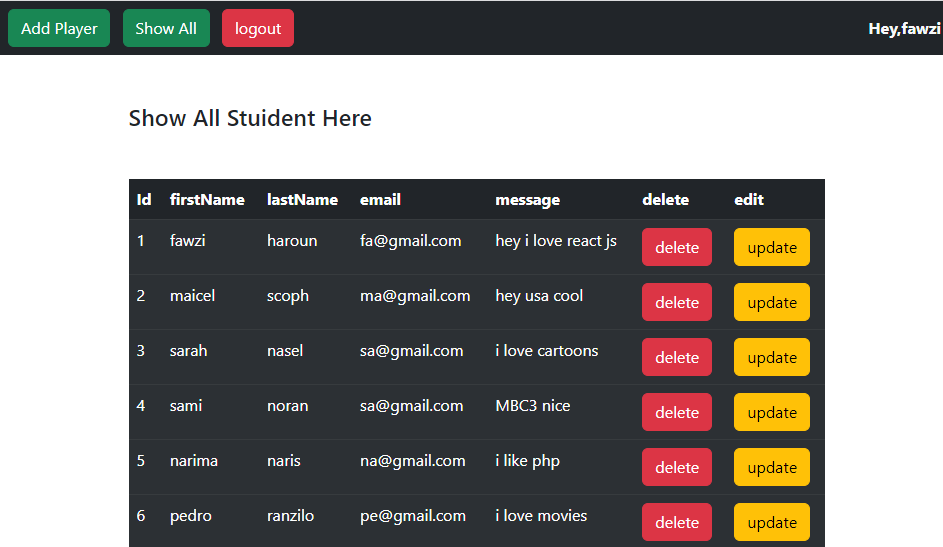 Add Player Show All logout Hey,fawzi
Show All Stuident Here
Id firstName lastName email message delete edit
1 fawzi haroun fa@gmail.com hey i love react js delete update
2 maicel scoph ma@gmail.com hey usa cool delete update
3 sarah nasel sa@gmail.com i love cartoons delete update
4 sami noran sa@gmail.com MBC3 nice delete update
5 narima naris na@gmail.com i like php delete update
6 pedro ranzilo pe@gmail.com i love movies delete update